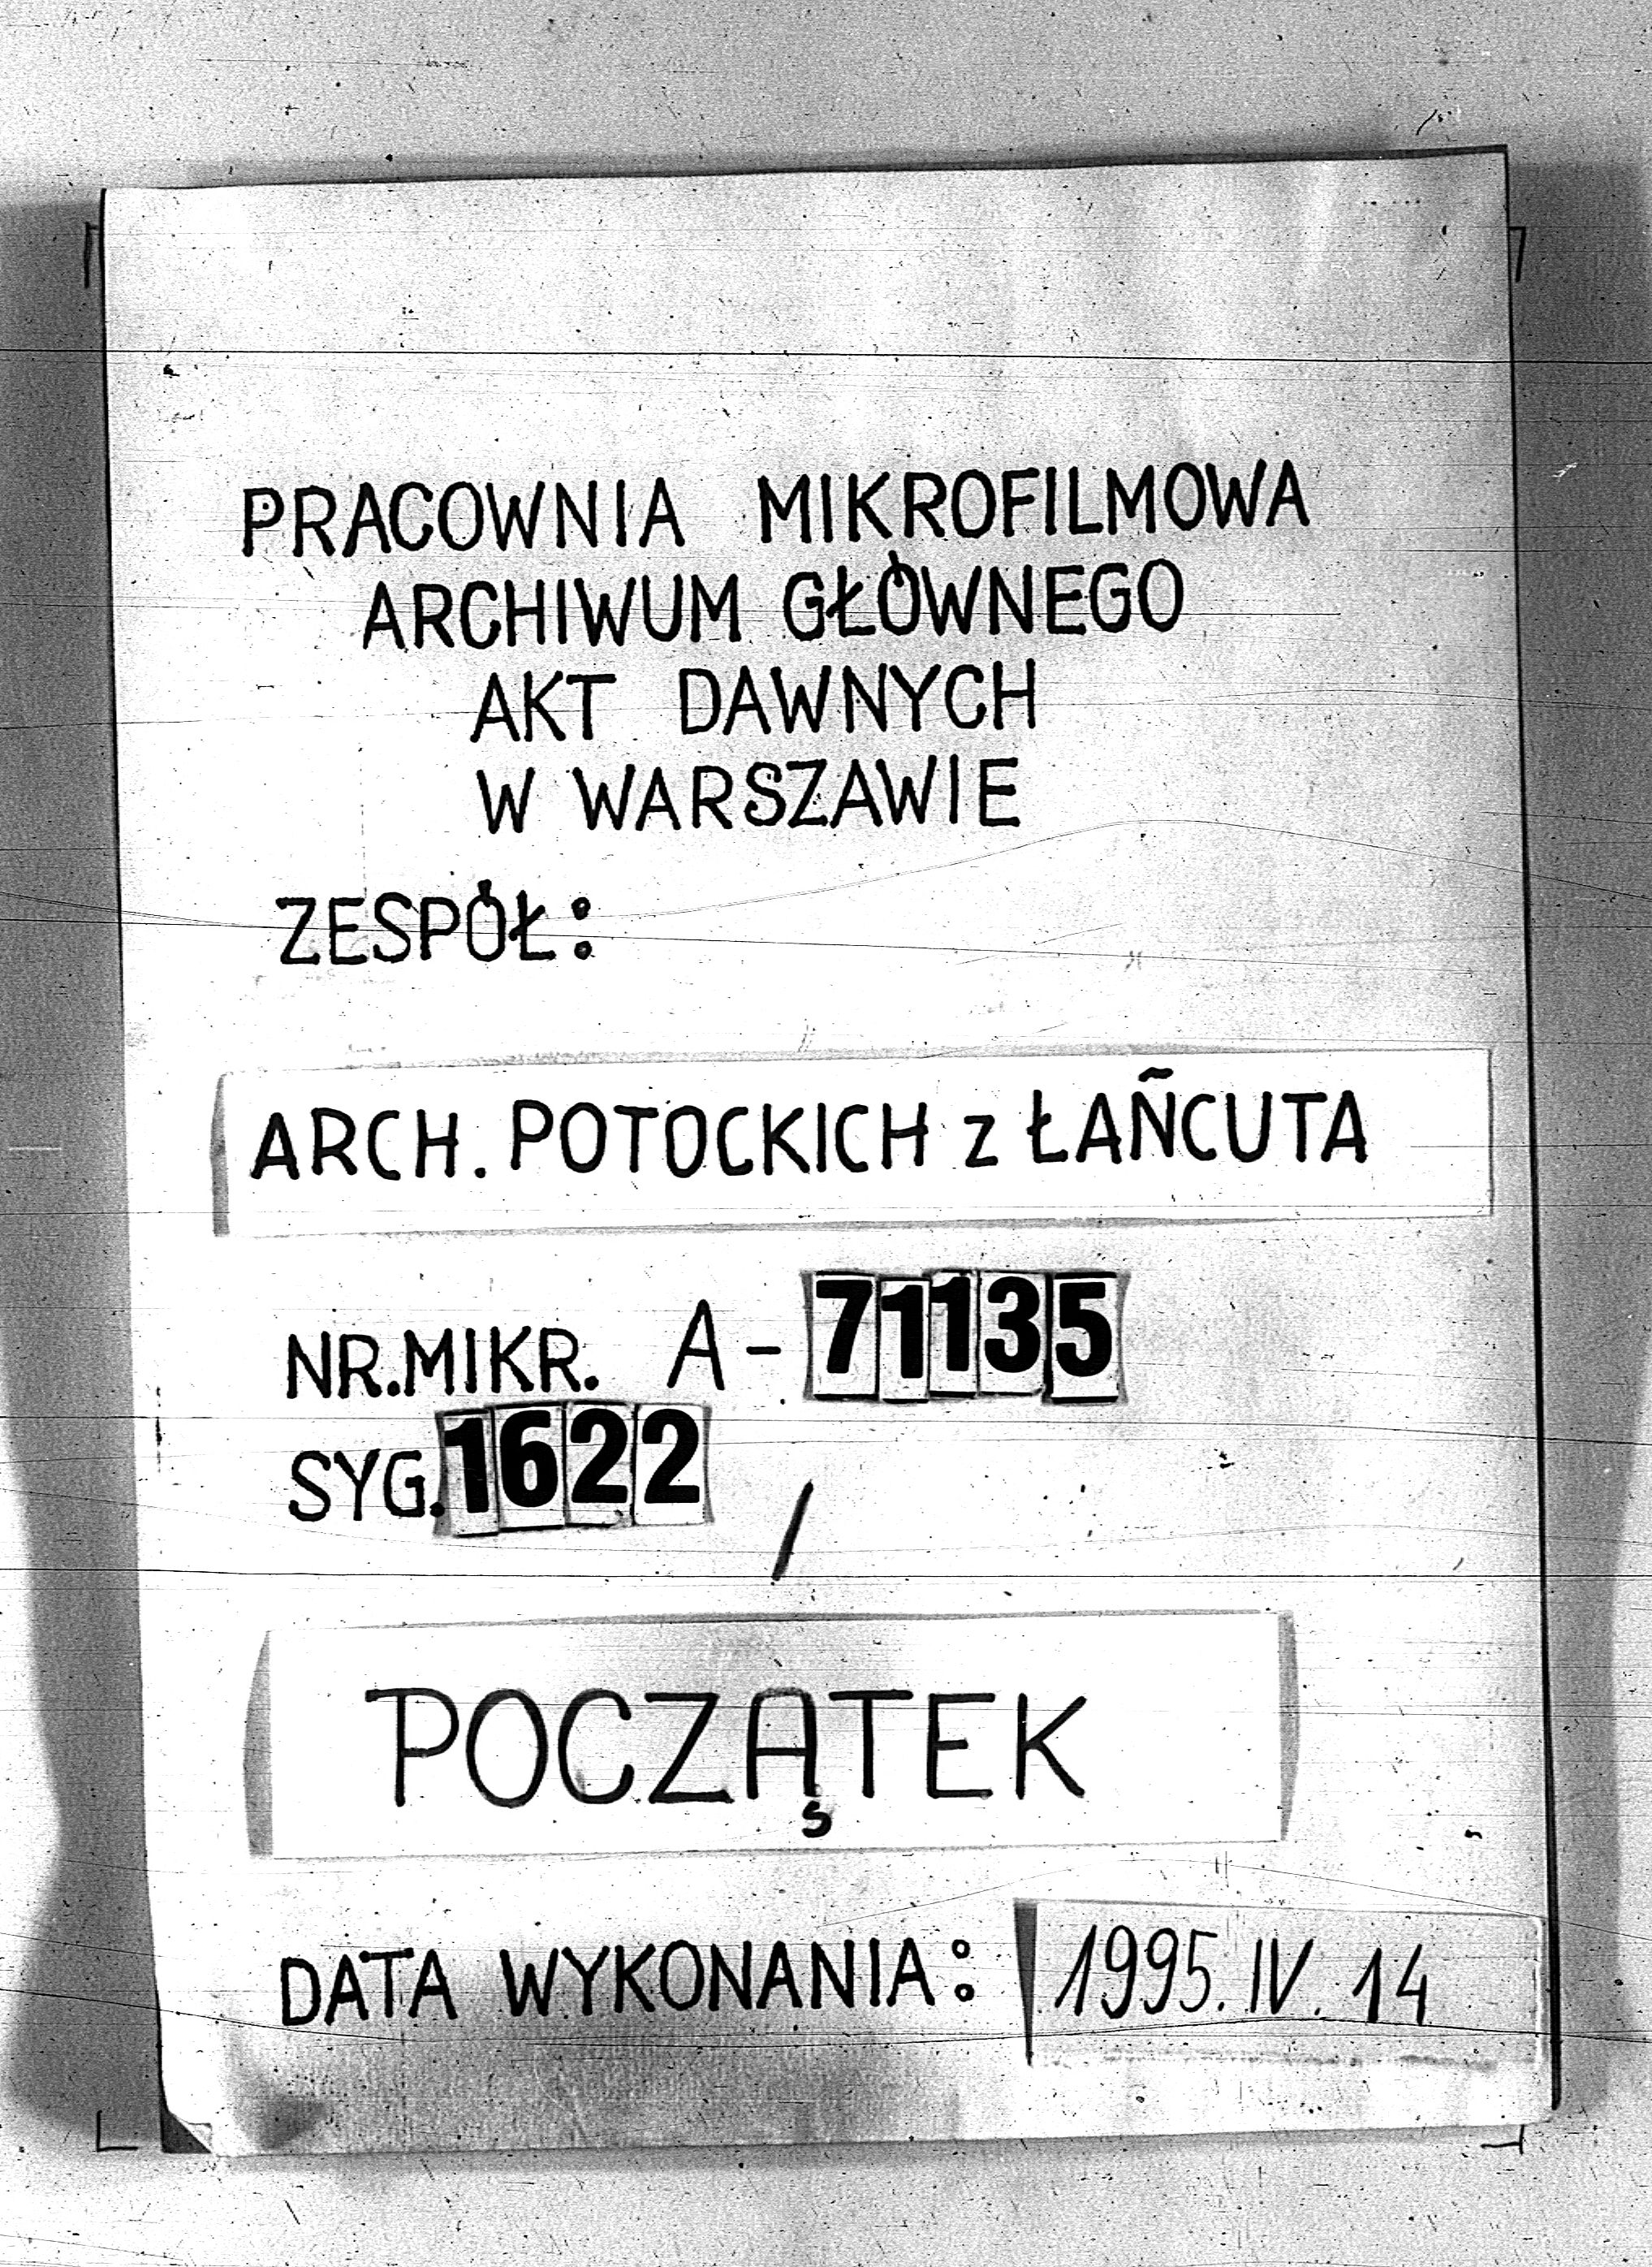 PRACOWNIA MIKROFILMOWA
ARCHIWUM GŁÓWNEGO
AKT DAWNYCH
W WARSZAWIE
ZESPÓŁ:
ARCH. POTOCKICH z ŁAÑCUTA
NR.MIKR. A-71135
SYG.1622 /
POCZĄTEK
DATA WYKONANIA: 1995.IV.14